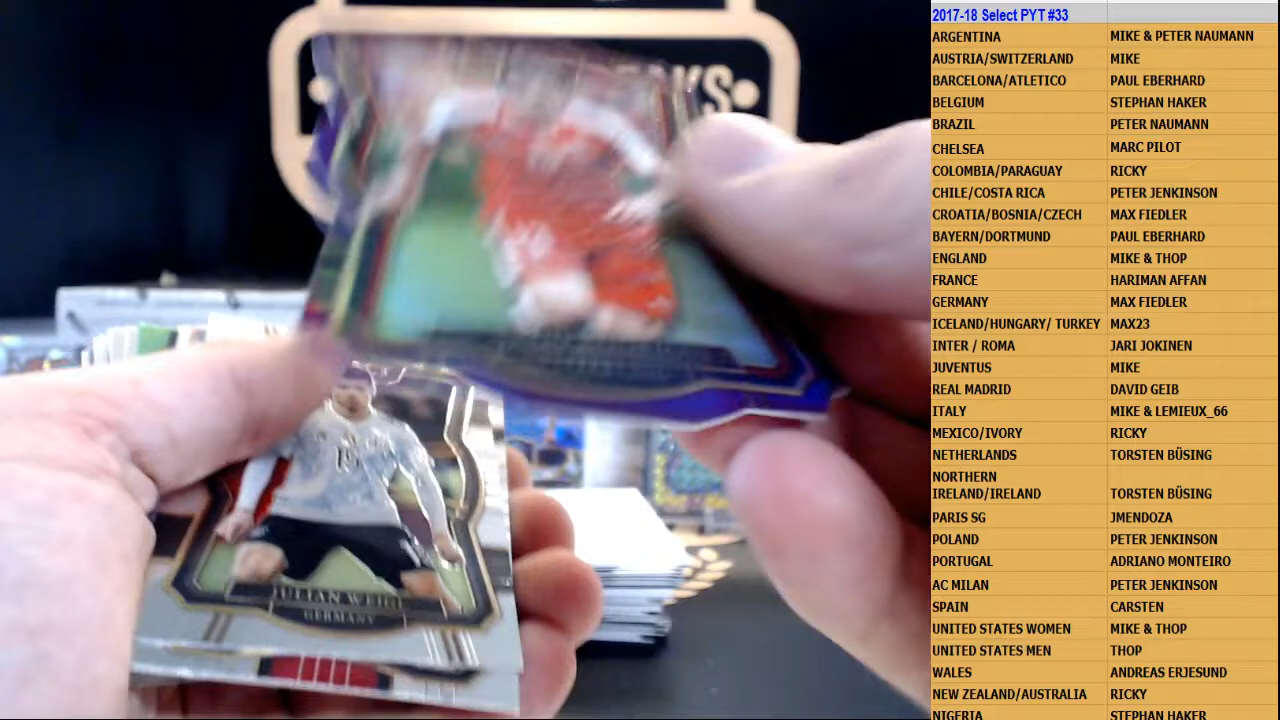 AKS
JULIAN WEIGL
GERMANY
2017-18 Select PYT #33
ARGENTINA MIKE & PETER NAUMANN
AUSTRIA/SWITZERLAND MIKE
BARCELONA/ATLETICO PAUL EBERHARD
BELGIUM STEPHAN HAKER
BRAZIL PETER NAUMANN
CHELSEA MARC PILOT
COLOMBIA/PARAGUAY RICKY
CHILE/COSTA RICA PETER JENKINSON
CROATIA/BOSNIA/CZECH MAX FIEDLER
BAYERN/DORTMUND PAUL EBERHARD
ENGLAND MIKE & THOP
FRANCE HARIMAN AFFAN
GERMANY MAX FIEDLER
ICELAND/HUNGARY/ TURKEY MAX23
INTER / ROMA JARI JOKINEN
JUVENTUS MIKE
REAL MADRID DAVID GEIB
ITALY MIKE & LEMIEUX_66
MEXICO/IVORY RICKY
NETHERLANDS TORSTEN BÜSING
NORTHERN
IRELAND/IRELAND TORSTEN BÜSING
PARIS SG JMENDOZA
POLAND PETER JENKINSON
PORTUGAL ADRIANO MONTEIRO
AC MILAN PETER JENKINSON
SPAIN CARSTEN
UNITED STATES WOMEN MIKE & THOP
UNITED STATES MEN THOP
WALES ANDREAS ERJESUND
NEW ZEALAND/AUSTRALIA RICKY
NIGERIA STEPHAN HAKER